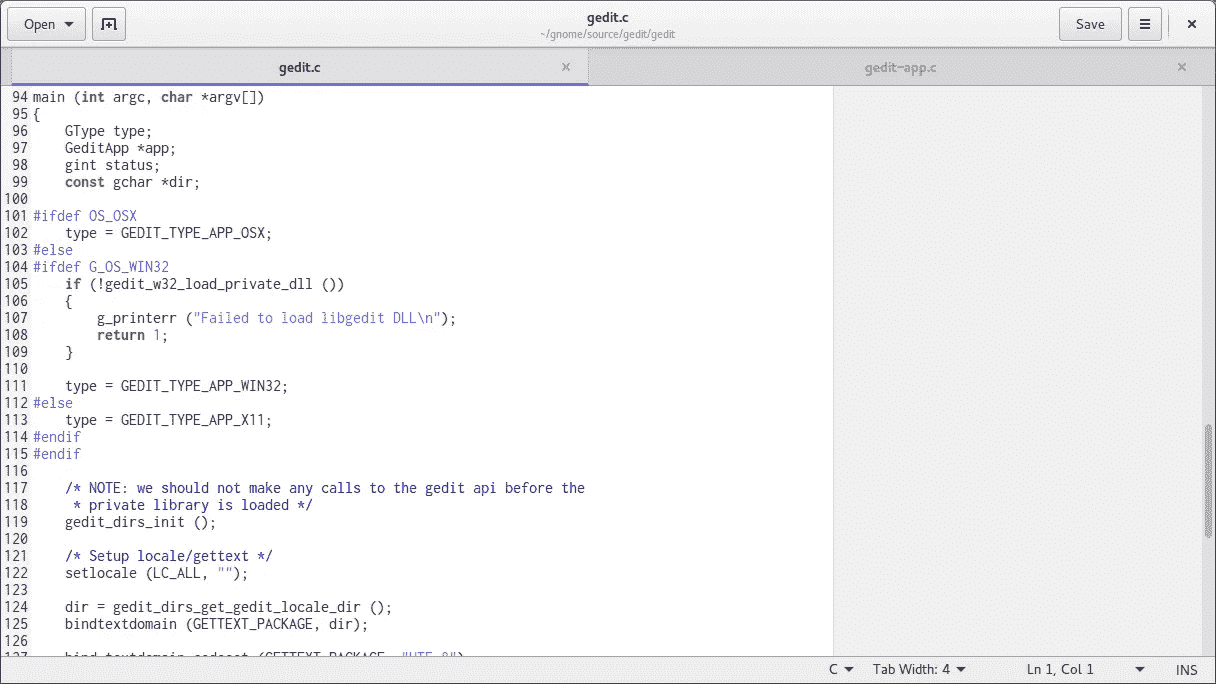 Open
gedit.c
~/gnome/source/gedit/gedit
Save
gedit.c
gedit-app.c
94 main (int argc, char *argv[])
95 {
96     GType type;
97     GeditApp *app;
98     gint status;
99     const gchar *dir;
100
101 #ifdef OS_OSX
102     type = GEDIT_TYPE_APP_OSX;
103 #else
104 #ifdef G_OS_WIN32
105     if (!gedit_w32_load_private_dll ())
106     {
107         g_printerr ("Failed to load libgedit DLL\n");
108         return 1;
109     }
110
111     type = GEDIT_TYPE_APP_WIN32;
112 #else
113     type = GEDIT_TYPE_APP_X11;
114 #endif
115 #endif
116
117     /* NOTE: we should not make any calls to the gedit api before the
118      * private library is loaded */
119     gedit_dirs_init ();
120
121     /* Setup locale/gettext */
122     setlocale (LC_ALL, "");
123
124     dir = gedit_dirs_get_gedit_locale_dir ();
125     bindtextdomain (GETTEXT_PACKAGE, dir);
126
C
Tab Width: 4
Ln 1, Col 1
INS